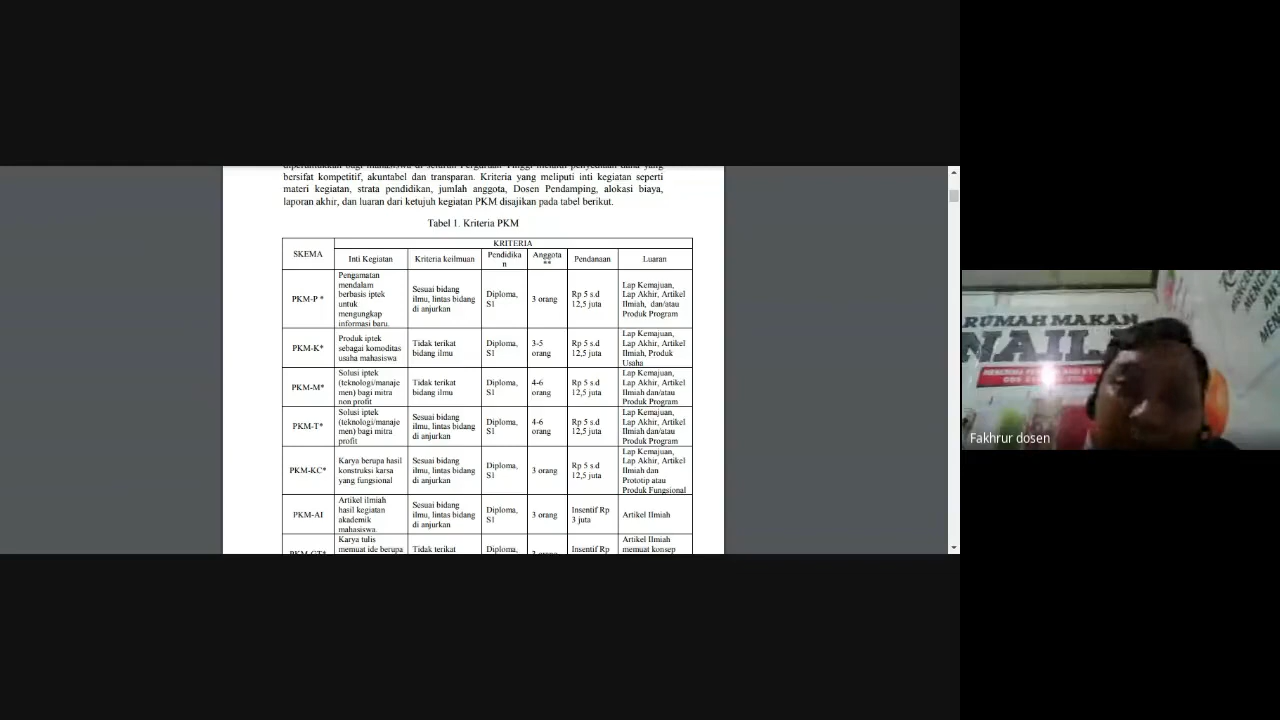 bersifat kompetitif, akuntabel dan transparan. Kriteria yang meliputi inti kegiatan seperti
materi kegiatan, strata pendidikan, jumlah anggota, Dosen Pendamping, alokasi biaya,
laporan akhir, dan luaran dari ketujuh kegiatan PKM disajikan pada tabel berikut.
Tabel 1. Kriteria PKM
SKEMA
KRITERIA
Inti Kegiatan
Kriteria keilmuan
Pendidika
n
Anggota
**
Pendanaan
Luaran
PKM-P *
Pengamatan
mendalam
berbasis iptek
untuk
mengungkap
informasi baru.
Sesuai bidang
ilmu, lintas bidang
di anjurkan
Diploma,
S1
3 orang
Rp 5 s.d
12,5 juta
Lap Kemajuan,
Lap Akhir, Artikel
Ilmiah, dan/atau
Produk Program
PKM-K*
Produk iptek
sebagai komoditas
usaha mahasiswa
Tidak terikat
bidang ilmu
Diploma,
S1
3-5
orang
Rp 5 s.d
12,5 juta
Lap Kemajuan,
Lap Akhir, Artikel
Ilmiah, Produk
Usaha
PKM-M*
Solusi iptek
(teknologi/manaje
men) bagi mitra
non profit
Tidak terikat
bidang ilmu
Diploma,
S1
4-6
orang
Rp 5 s.d
12,5 juta
Lap Kemajuan,
Lap Akhir, Artikel
Ilmiah dan/atau
Produk Program
PKM-T*
Solusi iptek
(teknologi/manaje
men) bagi mitra
profit
Sesuai bidang
ilmu, lintas bidang
di anjurkan
Diploma,
S1
4-6
orang
Rp 5 s.d
12,5 juta
Lap Kemajuan,
Lap Akhir, Artikel
Ilmiah dan/atau
Produk Program
PKM-KC*
Karya berupa hasil
konstruksi karsa
yang fungsional
Sesuai bidang
ilmu, lintas bidang
di anjurkan
Diploma,
S1
3 orang
Rp 5 s.d
12,5 juta
Lap Kemajuan,
Lap Akhir, Artikel
Ilmiah dan
Prototip atau
Produk Fungsional
PKM-AI
Artikel ilmiah
hasil kegiatan
akademik
mahasiswa.
Sesuai bidang
ilmu, lintas bidang
di anjurkan
Diploma,
S1
3 orang
Insentif Rp
3 juta
Artikel Ilmiah
PKM-GT*
Karya tulis
memuat ide berupa
Tidak terikat
Diploma,
3 orang
Insentif Rp
Artikel Ilmiah
memuat konsep
RUMAH MAKAN
NAIL
Fakhrur dosen